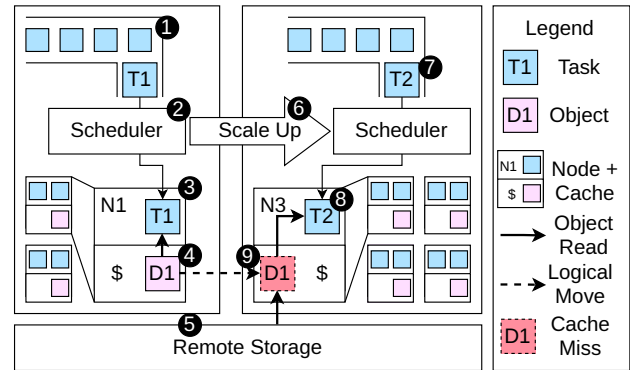 1
T1
2
Scheduler
3
N1
T1
4
$
D1
5
Remote Storage
6
Scale Up
7
T2
Scheduler
8
N3
T2
9
D1
$
Legend
T1
Task
D1
Object
N1
$
Node +
Cache
Object
Read
Logical
Move
D1
Cache
Miss